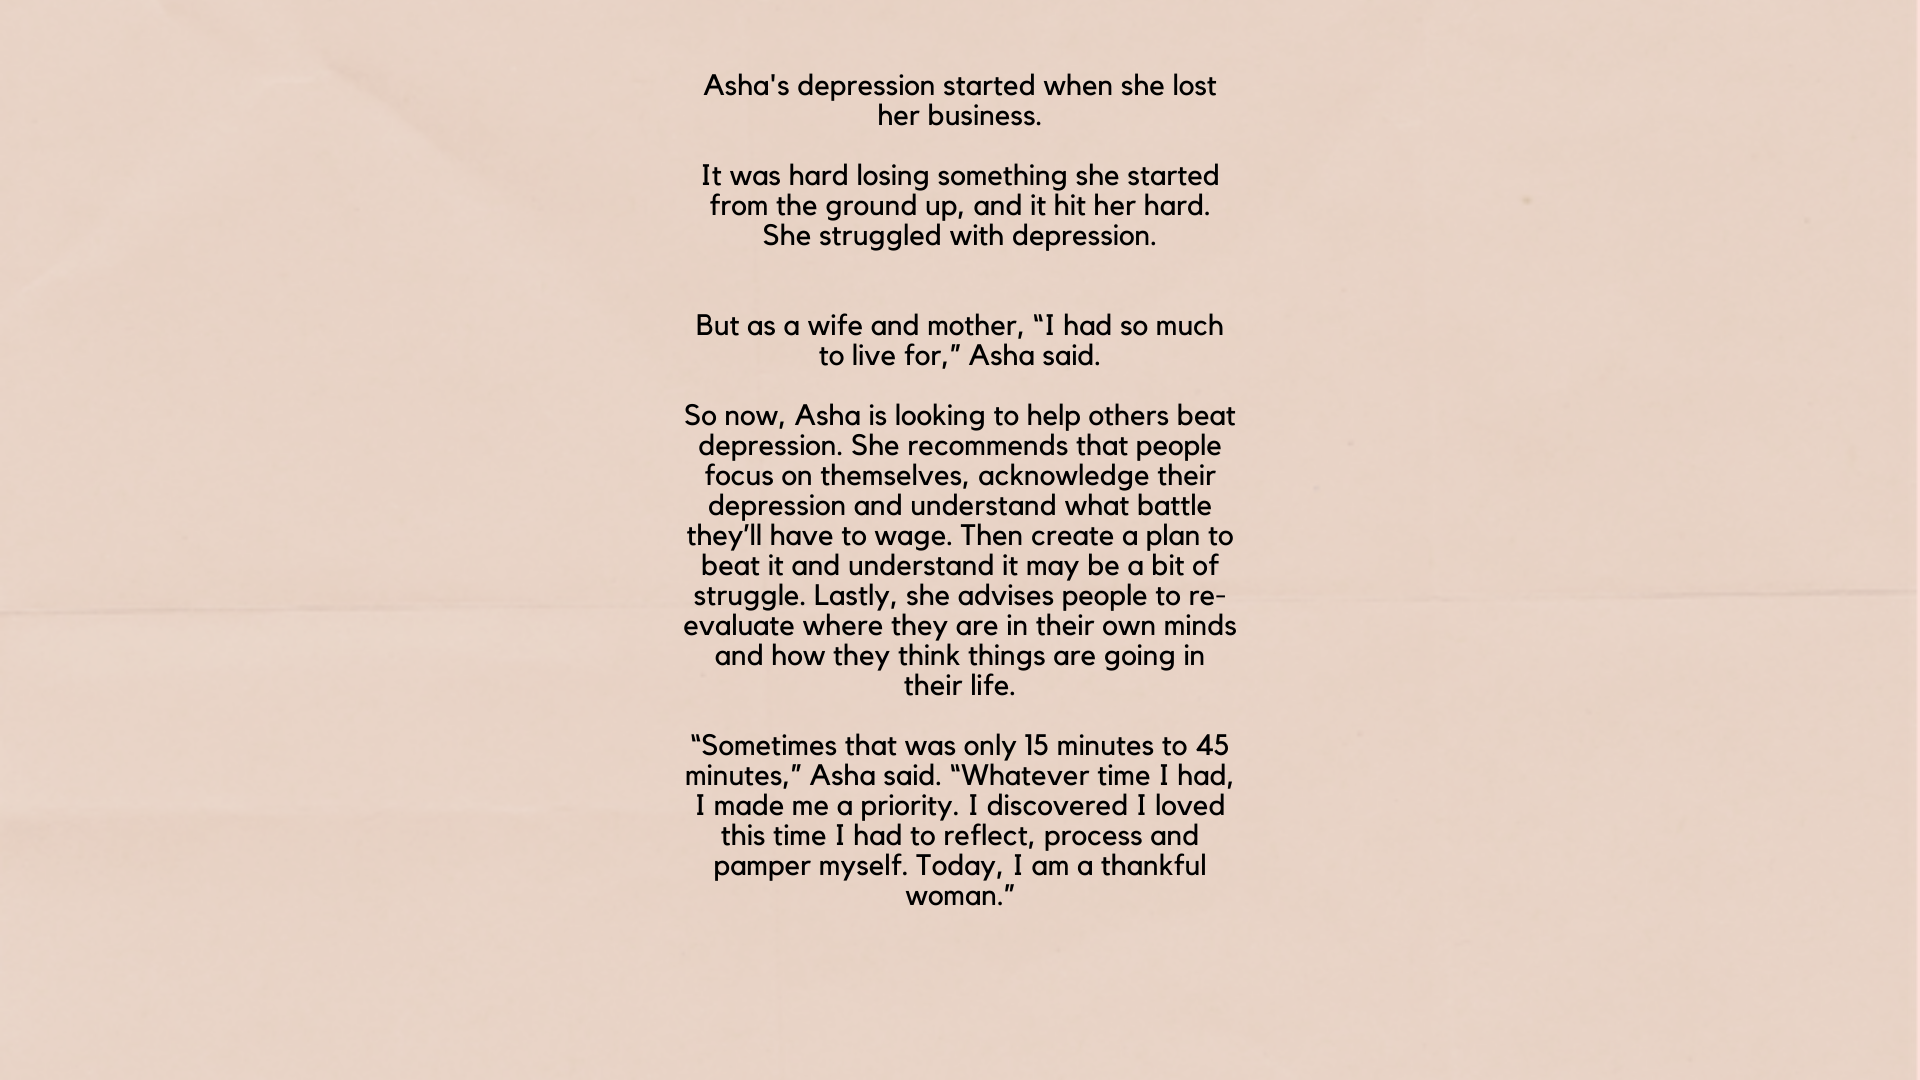 Asha's depression started when she lost
her business.
It was hard losing something she started
from the ground up, and it hit her hard.
She struggled with depression.
But as a wife and mother, “I had so much
to live for,” Asha said.
So now, Asha is looking to help others beat
depression. She recommends that people
focus on themselves, acknowledge their
depression and understand what battle
they’ll have to wage. Then create a plan to
beat it and understand it may be a bit of
struggle. Lastly, she advises people to re-
evaluate where they are in their own minds
and how they think things are going in
their life.
“Sometimes that was only 15 minutes to 45
minutes,” Asha said. “Whatever time I had,
I made me a priority. I discovered I loved
this time I had to reflect, process and
pamper myself. Today, I am a thankful
woman.”